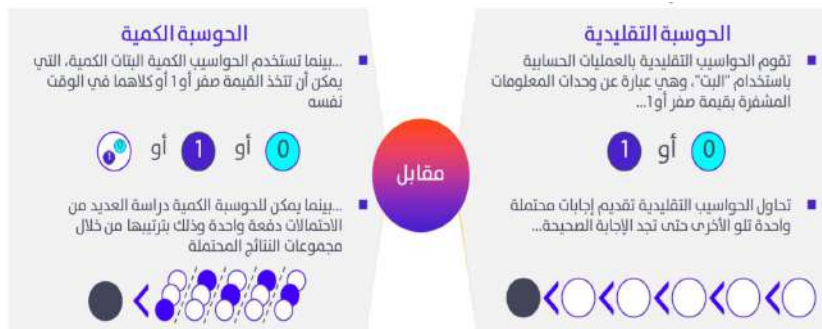 الحوسبة التقليدية
تقوم الحواسيب التقليدية بالعمليات الحسابية
باستخدام "البت"، وهي عبارة عن وحدات المعلومات
المشفرة بقيمة صفر أو1...
0 أو 1
تحاول الحواسيب التقليدية تقديم إجابات محتملة
واحدة تلو الأخرى حتى تجد الإجابة الصحيحة...
مقابل
الحوسبة الكمية
...بينما تستخدم الحواسيب الكمية البتات الكمية، التي
يمكن أن تتخذ القيمة صفر أو1 أو كلاهما في الوقت
نفسه
0 أو 1 أو 0 1
...بينما يمكن للحوسبة الكمية دراسة العديد من
الاحتمالات دفعة واحدة وذلك بترتيبها من خلال
مجموعات النتائج المحتملة